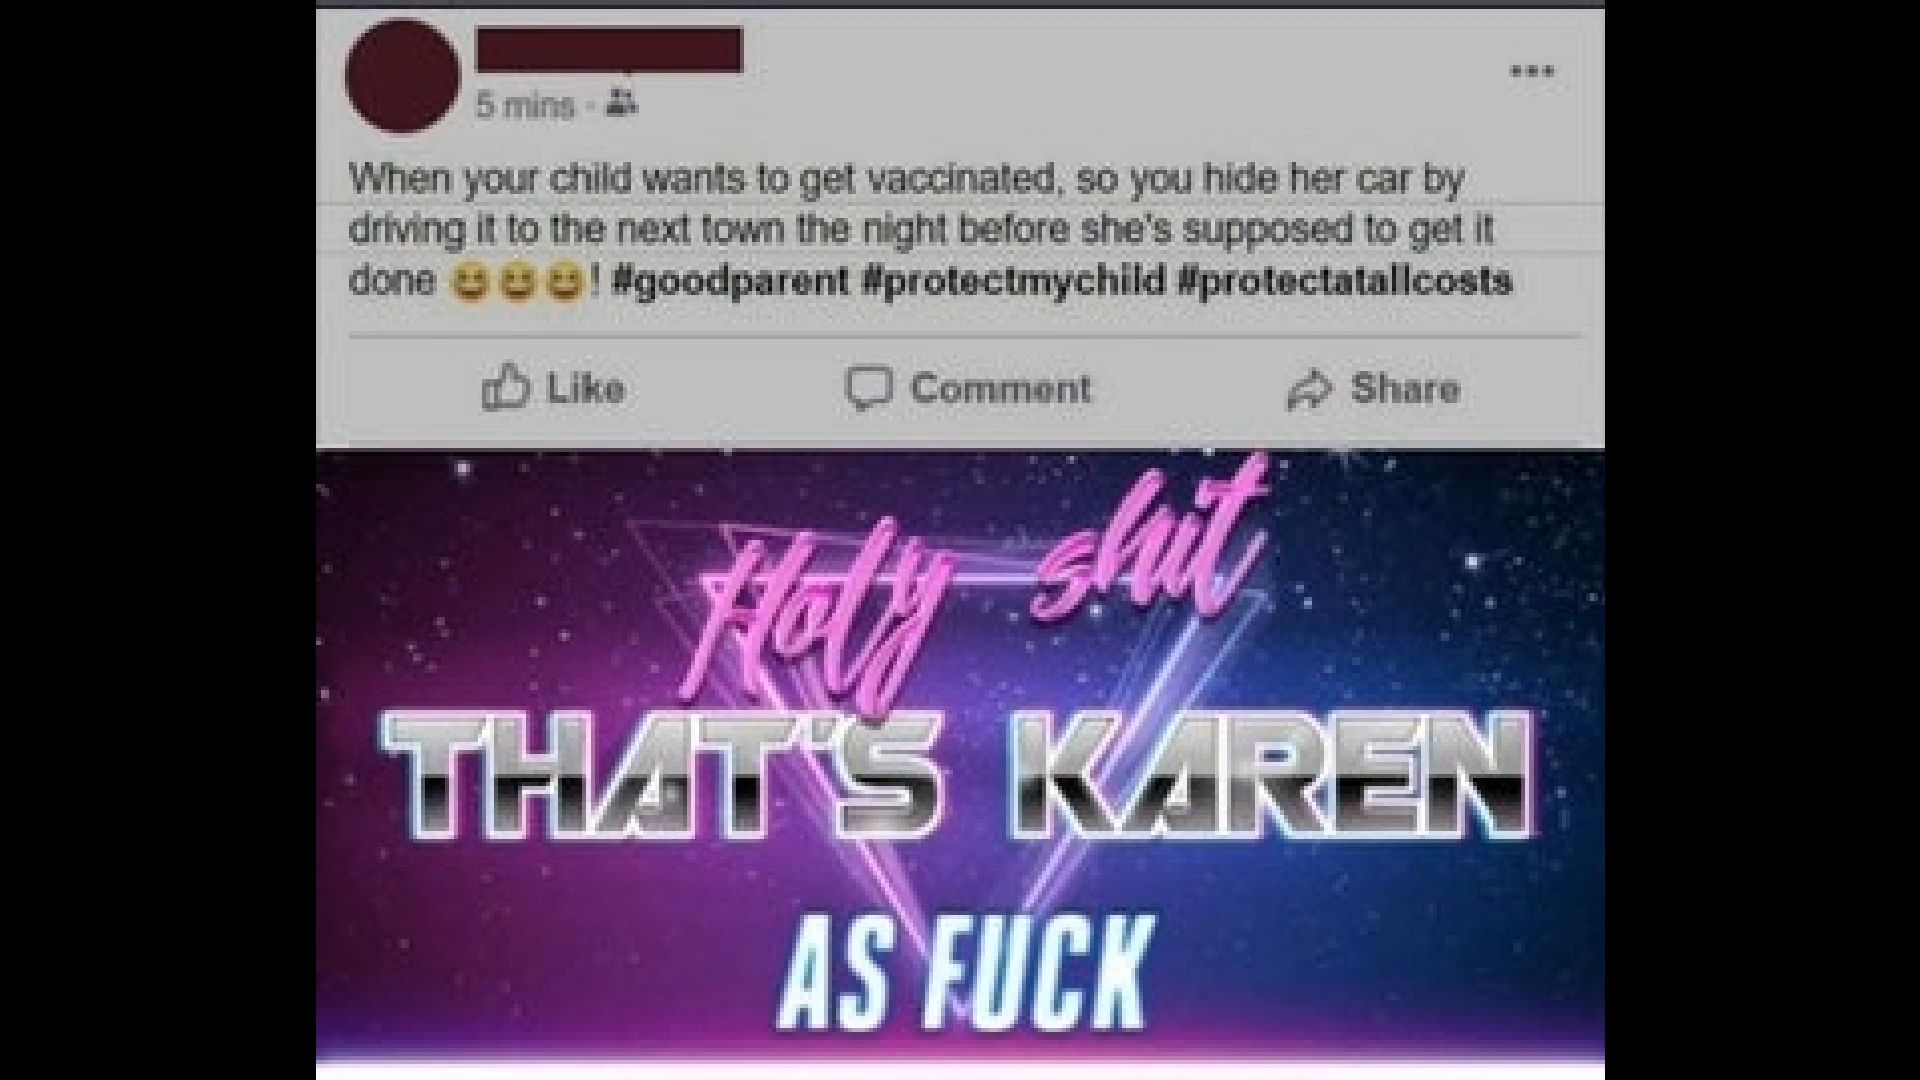 5 mins ·
When your child wants to get vaccinated, so you hide her car by
driving it to the next town the night before she's supposed to get it
done 😆😆😆! #goodparent #protectmychild #protectatallcosts
Like Comment Share
Holy shit
THAT'S KAREN
AS FUCK